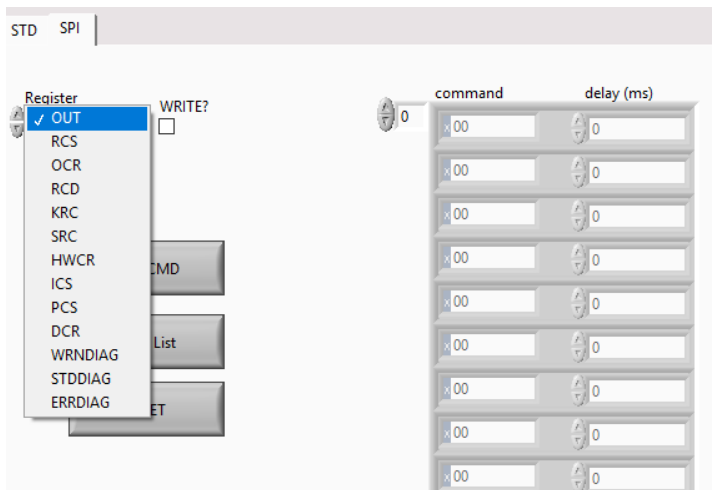 STD SPI
Register
WRITE?
✓ OUT
RCS
OCR
RCD
KRC
SRC
HWCR
ICS
PCS
DCR
WRNDIAG
STDDIAG
ERRDIAG
CMD
List
ET
command delay (ms)
0
x 00 0
x 00 0
x 00 0
x 00 0
x 00 0
x 00 0
x 00 0
x 00 0
x 00 0